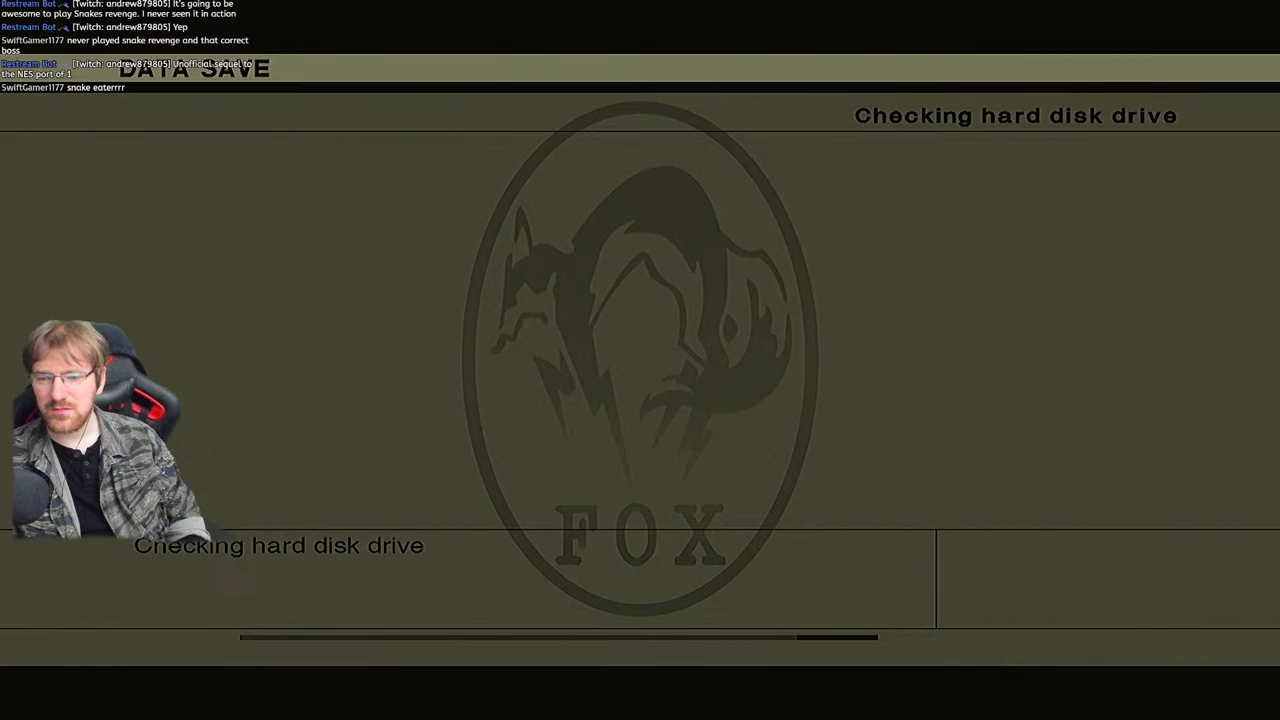 Restream Bot [Twitch: andrew879805] It's going to be
awesome to play Snakes revenge. I never seen it in action
Restream Bot [Twitch: andrew879805] Yep
SwiftGamer1177 never played snake revenge and that correct
boss
Restream Bot [Twitch: andrew879805] Unofficial sequel to
the NES port of 1
SwiftGamer1177 snake eaterrrr
DATA SAVE
Checking hard disk drive
FOX
Checking hard disk drive